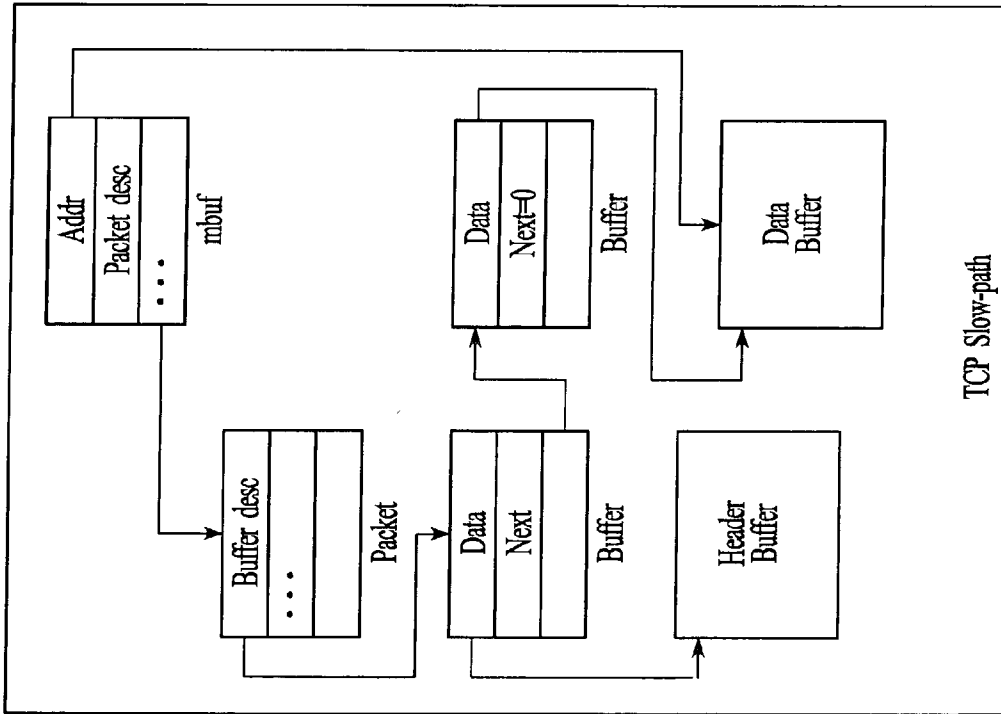 Addr
Packet desc
...
mbuf
Buffer desc
...
Packet
Data
Next
Buffer
Data
Next=0
Buffer
Header
Buffer
Data
Buffer
TCP Slow-path